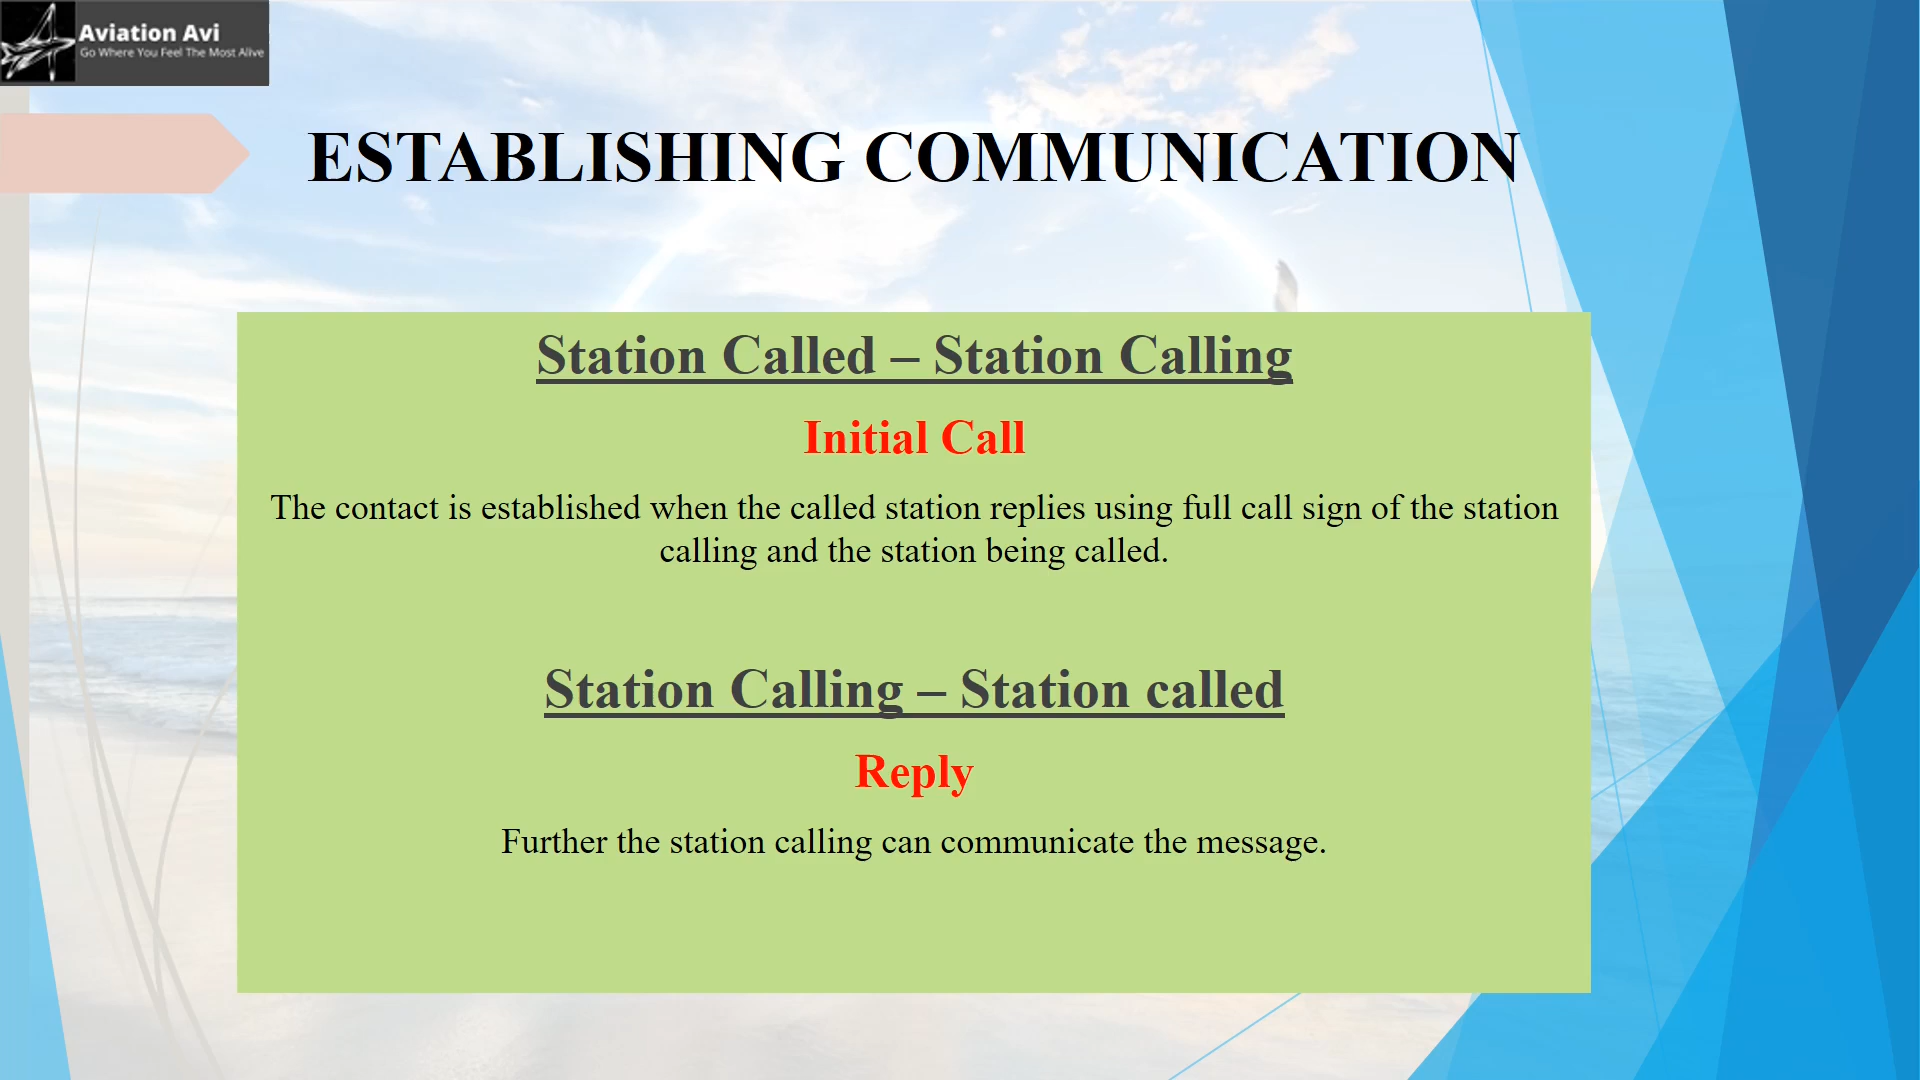 Aviation Avi
Go Where You Feel The Most Alive
ESTABLISHING COMMUNICATION
Station Called – Station Calling
Initial Call
The contact is established when the called station replies using full call sign of the station
calling and the station being called.
Station Calling – Station called
Reply
Further the station calling can communicate the message.